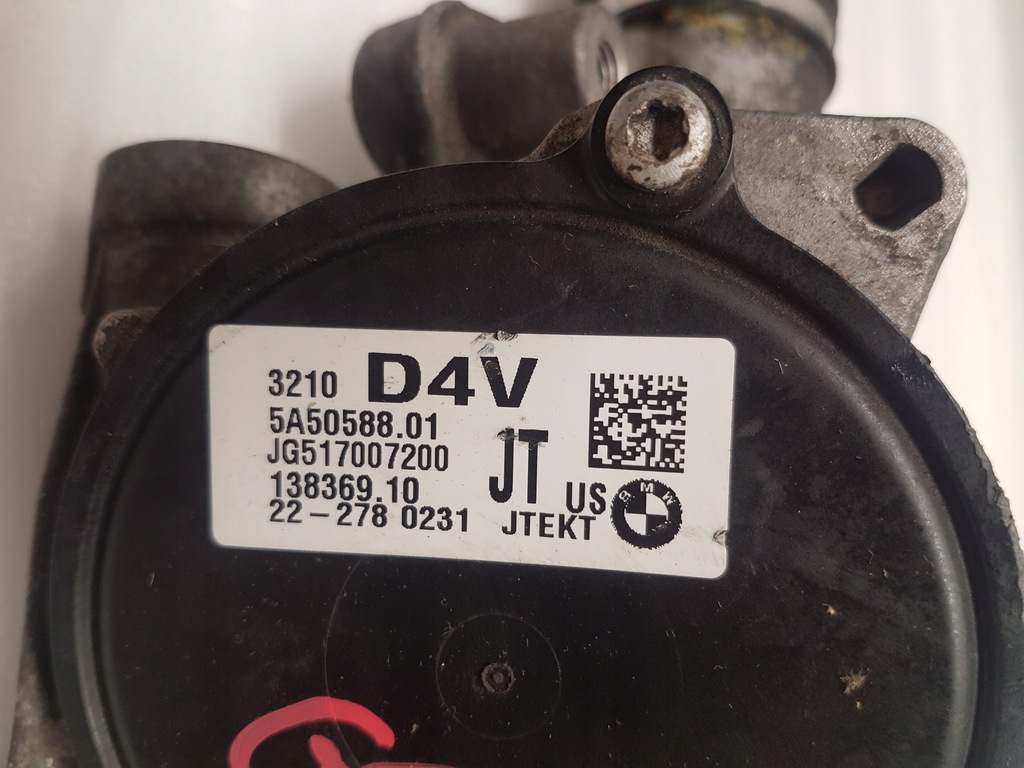 3210 D4V
5A50588.01
JG517007200 JT
138369.10 US
22-278 0231 JTEKT
BMW